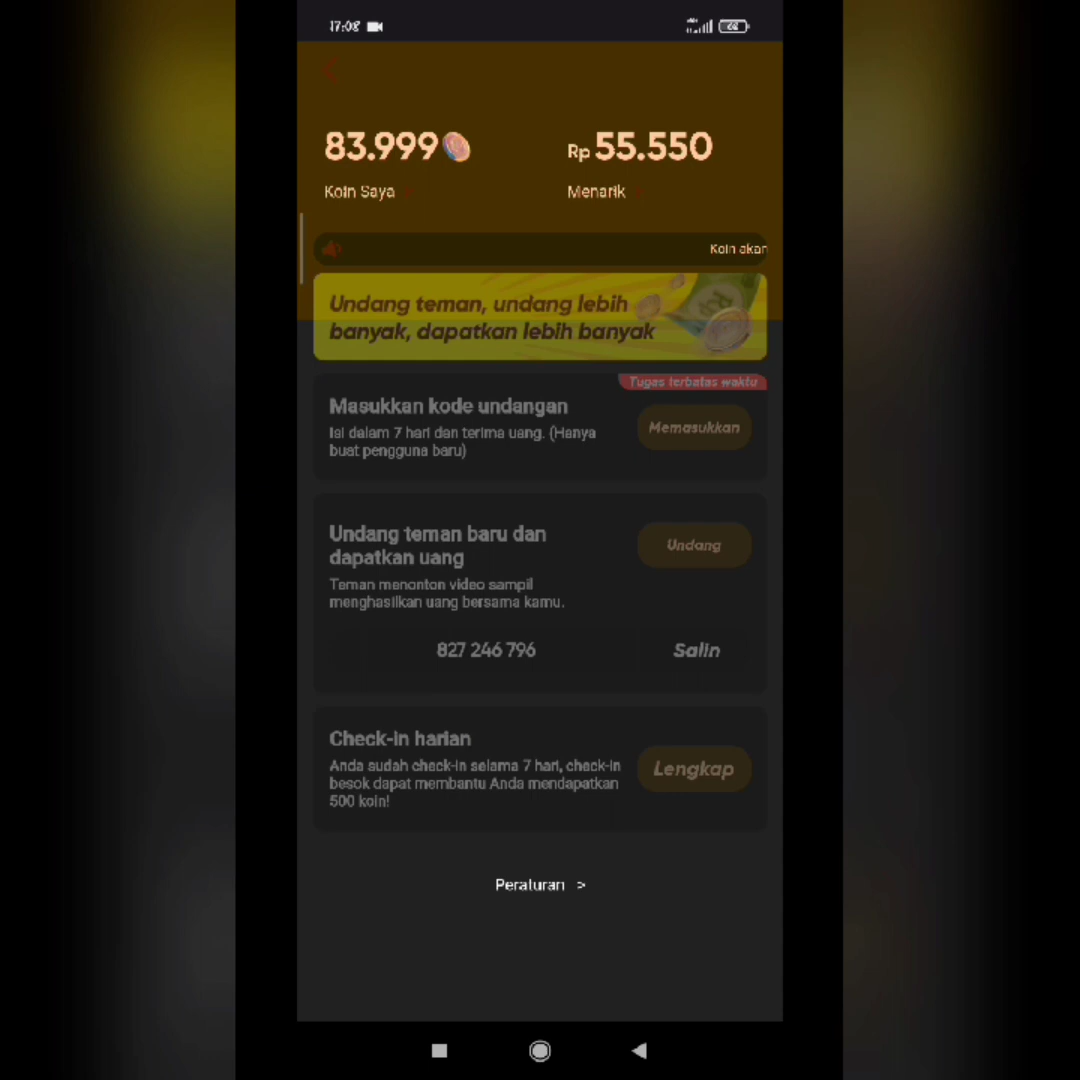 17:08
83.999
Rp 55.550
Koin Saya
Menarik
Koin akan
Undang teman, undang lebih
banyak, dapatkan lebih banyak
Tugas terbatas waktu
Masukkan kode undangan
Isi dalam 7 hari dan terima uang. (Hanya
buat pengguna baru)
Memasukkan
Undang teman baru dan
dapatkan uang
Undang
Teman menonton video sampil
menghasilkan uang bersama kamu.
827 246 796
Salin
Check-in harian
Anda sudah check-in selama 7 hari, check-in
besok dapat membantu Anda mendapatkan
500 koin!
Lengkap
Peraturan >